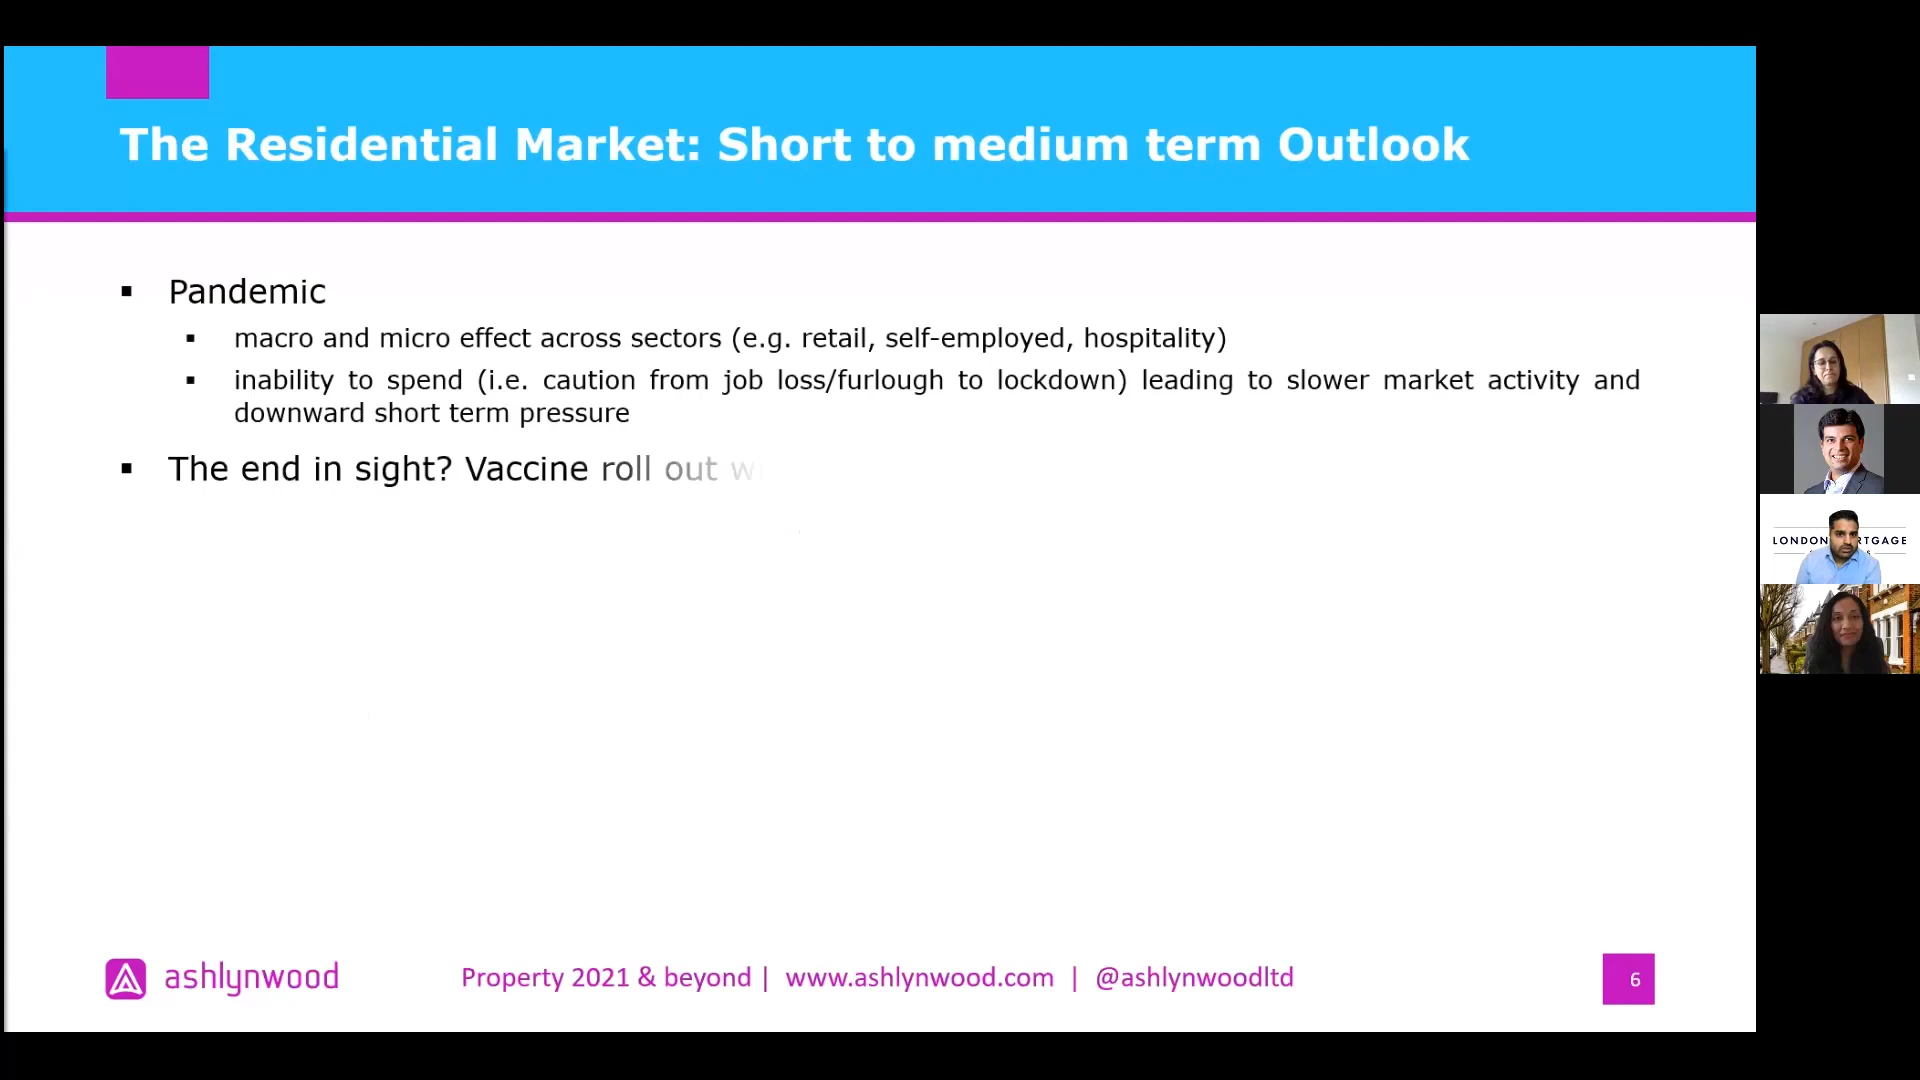 The Residential Market: Short to medium term Outlook
▪ Pandemic
▪ macro and micro effect across sectors (e.g. retail, self-employed, hospitality)
▪ inability to spend (i.e. caution from job loss/furlough to lockdown) leading to slower market activity and
downward short term pressure
▪ The end in sight? Vaccine roll out
LONDON
RTGAGE
ashlynwood
Property 2021 & beyond | www.ashlynwood.com | @ashlynwoodltd
6